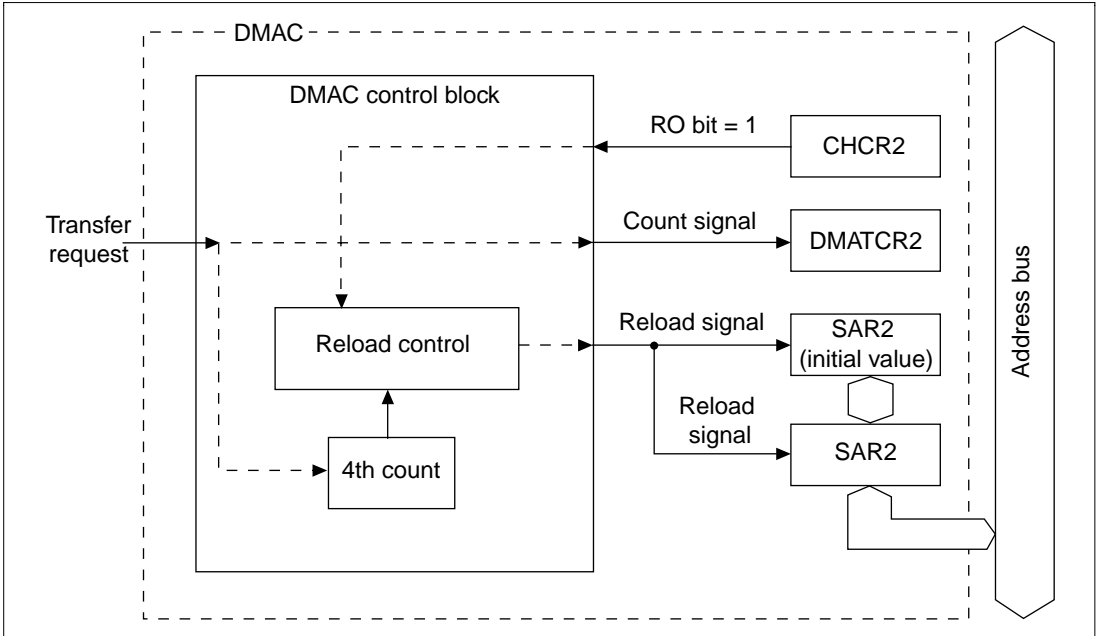 DMAC
DMAC control block
RO bit = 1
CHCR2
Transfer
request
Count signal
DMATCR2
Reload control
Reload signal
SAR2
(initial value)
Reload
signal
SAR2
4th count
Address bus